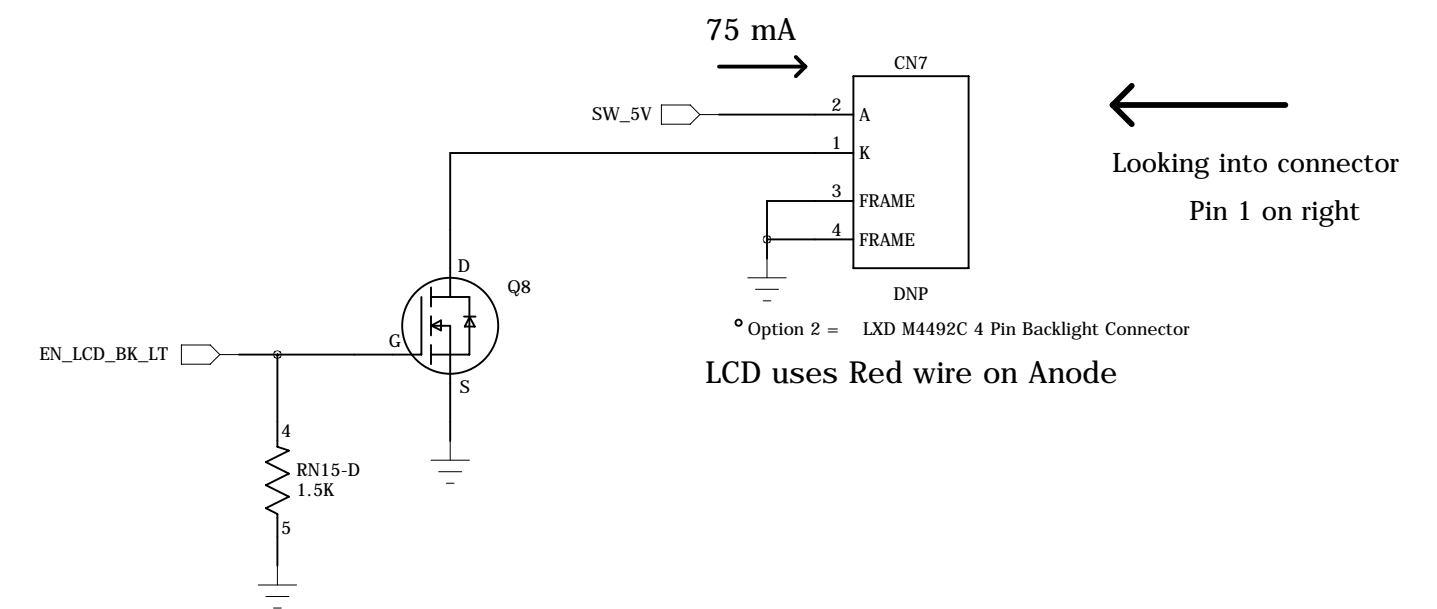 75 mA
CN7
SW_5V
2
A
1
K
Looking into connector
3
FRAME
Pin 1 on right
4
FRAME
D
Q8
DNP
Option 2 = LXD M4492C 4 Pin Backlight Connector
G
EN_LCD_BK_LT
LCD uses Red wire on Anode
S
4
RN15-D
1.5K
5